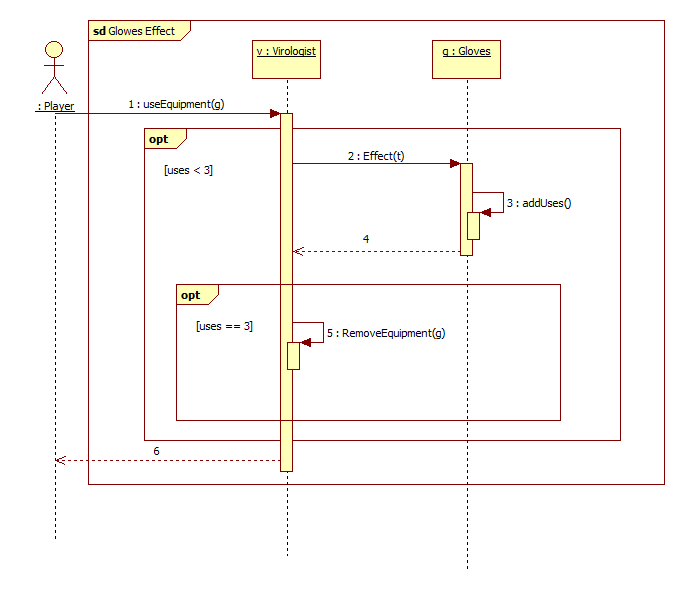 sd Glowes Effect
v : Virologist
g : Gloves
: Player
1 : useEquipment(g)
opt
2 : Effect(t)
[uses < 3]
3 : addUses()
4
opt
[uses == 3]
5 : RemoveEquipment(g)
6